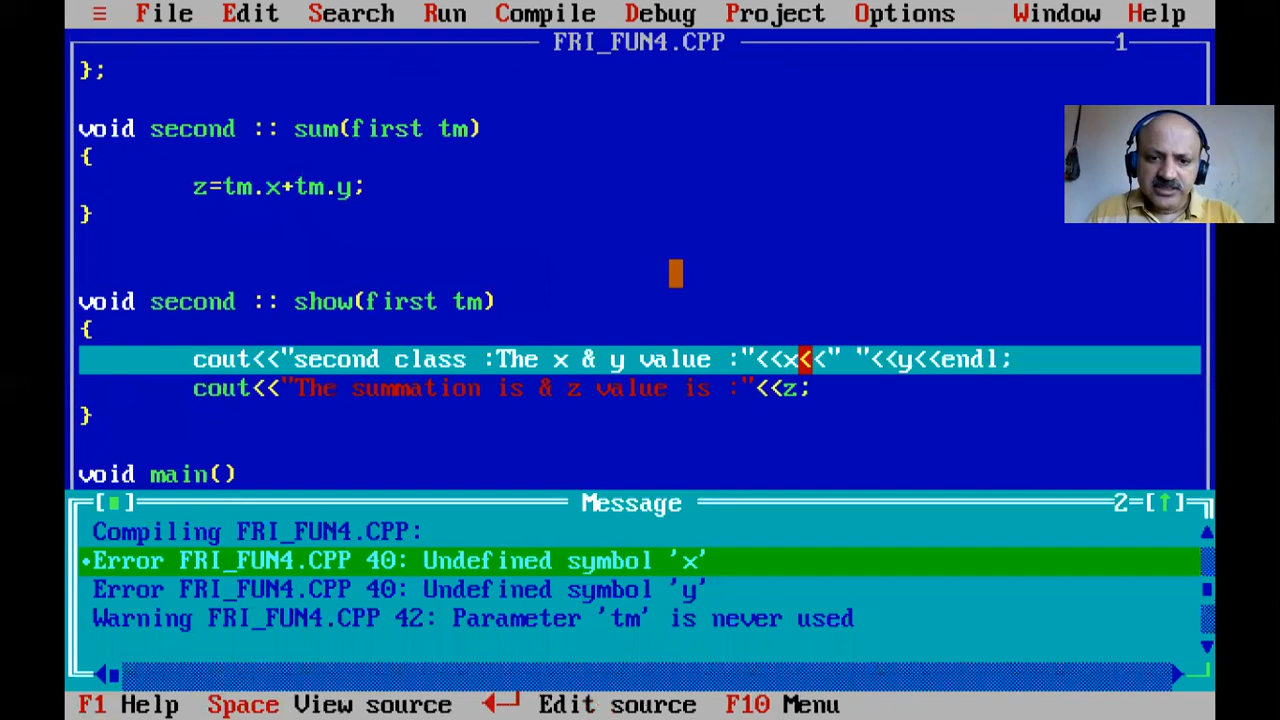 ≡ File Edit Search Run Compile Debug Project Options Window Help
FRI_FUN4.CPP 1
};
void second :: sum(first tm)
{
z=tm.x+tm.y;
}
void second :: show(first tm)
{
cout<<"second class :The x & y value :"<<x<<" "<<y<<endl;
cout<<"The summation is & z value is :"<<z;
}
void main()
[■] Message 2=[↑]
Compiling FRI_FUN4.CPP:
•Error FRI_FUN4.CPP 40: Undefined symbol 'x'
Error FRI_FUN4.CPP 40: Undefined symbol 'y'
Warning FRI_FUN4.CPP 42: Parameter 'tm' is never used
F1 Help Space View source ←┘ Edit source F10 Menu